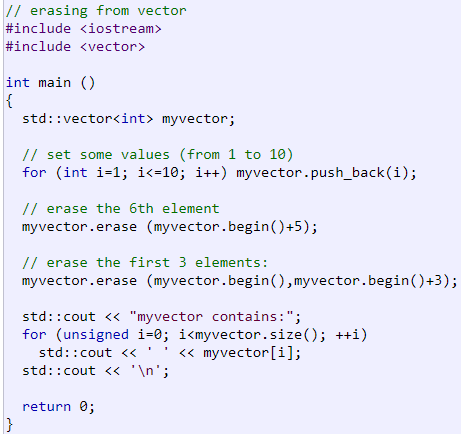 // erasing from vector
#include <iostream>
#include <vector>

int main ()
{
  std::vector<int> myvector;

  // set some values (from 1 to 10)
  for (int i=1; i<=10; i++) myvector.push_back(i);

  // erase the 6th element
  myvector.erase (myvector.begin()+5);

  // erase the first 3 elements:
  myvector.erase (myvector.begin(),myvector.begin()+3);

  std::cout << "myvector contains:";
  for (unsigned i=0; i<myvector.size(); ++i)
    std::cout << ' ' << myvector[i];
  std::cout << '\n';

  return 0;
}